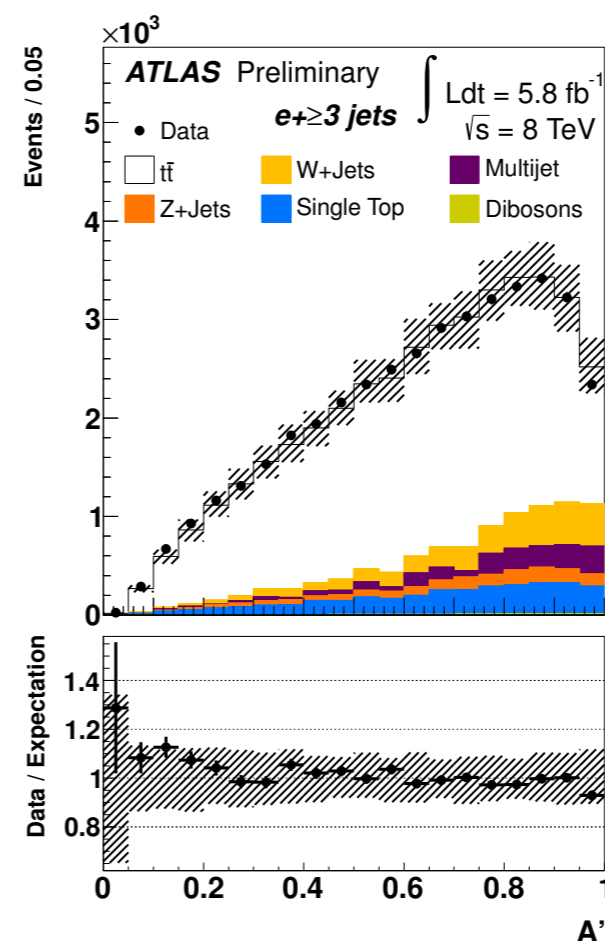 ×10³
Events / 0.05
ATLAS Preliminary
∫ Ldt = 5.8 fb⁻¹
e+≥3 jets
√s = 8 TeV
Data
tt̄
W+Jets
Multijet
Z+Jets
Single Top
Dibosons
5
4
3
2
1
0
Data / Expectation
1.4
1.2
1
0.8
0 0.2 0.4 0.6 0.8 1
A'